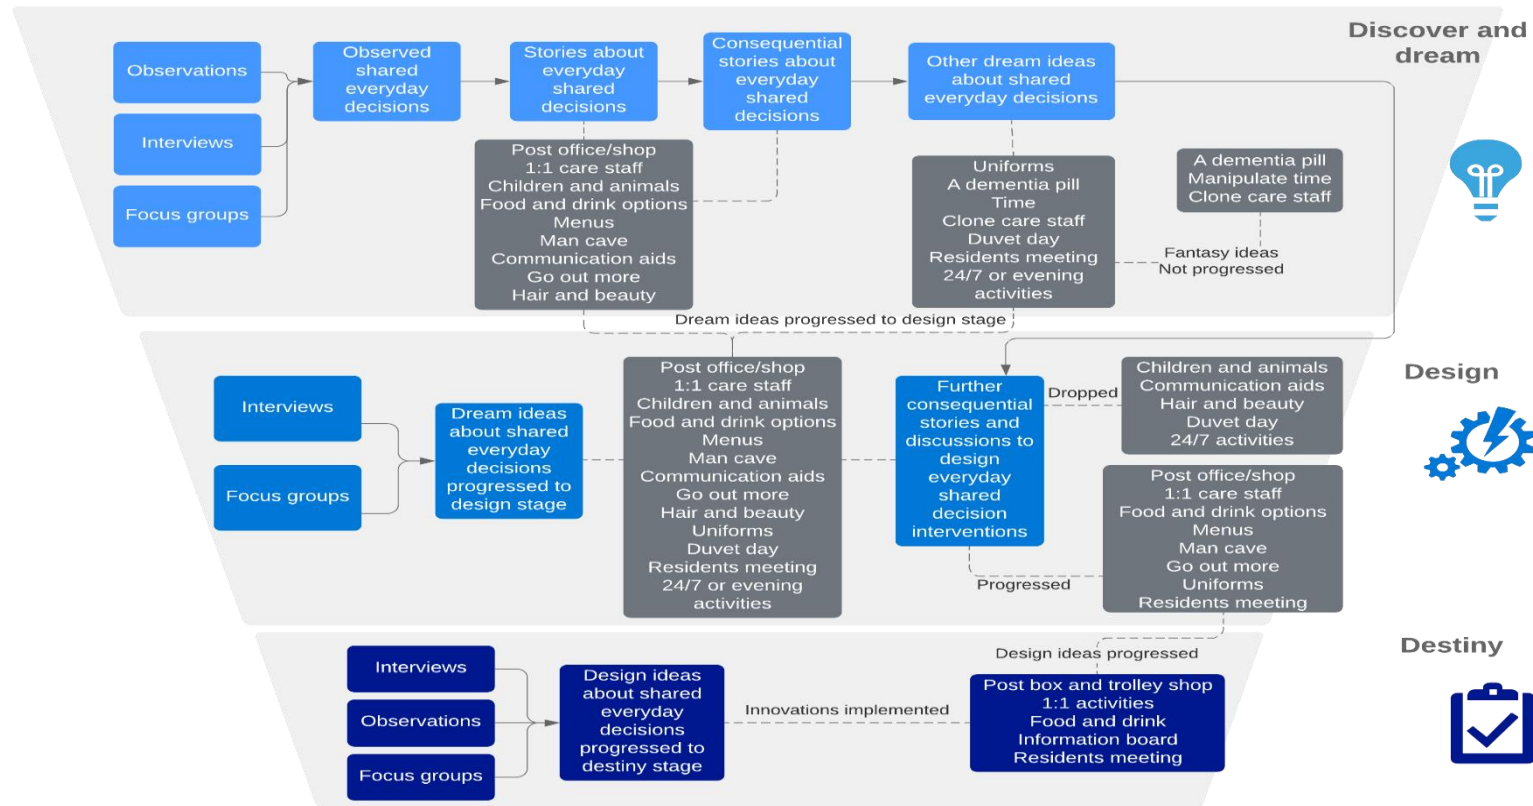 Discover and
dream
Observations
Interviews
Focus groups
Observed
shared
everyday
decisions
Stories about
everyday
shared
decisions
Consequential
stories about
everyday
shared
decisions
Other dream ideas
about shared
everyday decisions
Post office/shop
1:1 care staff
Children and animals
Food and drink options
Menus
Man cave
Communication aids
Go out more
Hair and beauty
Uniforms
A dementia pill
Time
Clone care staff
Duvet day
Residents meeting
24/7 or evening
activities
A dementia pill
Manipulate time
Clone care staff
Fantasy ideas
Not progressed
Dream ideas progressed to design stage
Design
Interviews
Focus groups
Dream ideas
about shared
everyday
decisions
progressed to
design stage
Post office/shop
1:1 care staff
Children and animals
Food and drink options
Menus
Man cave
Communication aids
Go out more
Hair and beauty
Uniforms
Duvet day
Residents meeting
24/7 or evening
activities
Further
consequential
stories and
discussions to
design
everyday
shared
decision
interventions
Dropped
Children and animals
Communication aids
Hair and beauty
Duvet day
24/7 activities
Progressed
Post office/shop
1:1 care staff
Food and drink options
Menus
Man cave
Go out more
Uniforms
Residents meeting
Design ideas progressed
Destiny
Interviews
Observations
Focus groups
Design ideas
about shared
everyday
decisions
progressed to
destiny stage
Innovations implemented
Post box and trolley shop
1:1 activities
Food and drink
Information board
Residents meeting